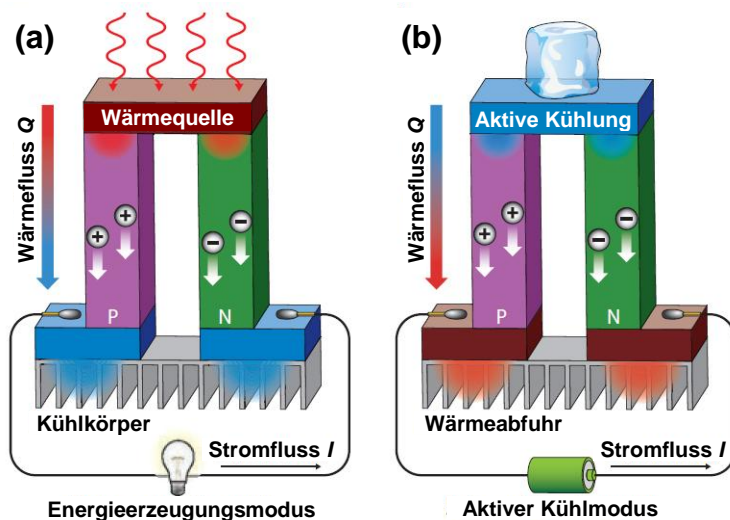 (a)
Wärmequelle
Wärmefluss Q
+
+
−
−
P
N
Kühlkörper
Stromfluss I
Energieerzeugungsmodus
(b)
Aktive Kühlung
Wärmefluss Q
+
+
−
−
P
N
Wärmeabfuhr
Stromfluss I
Aktiver Kühlmodus